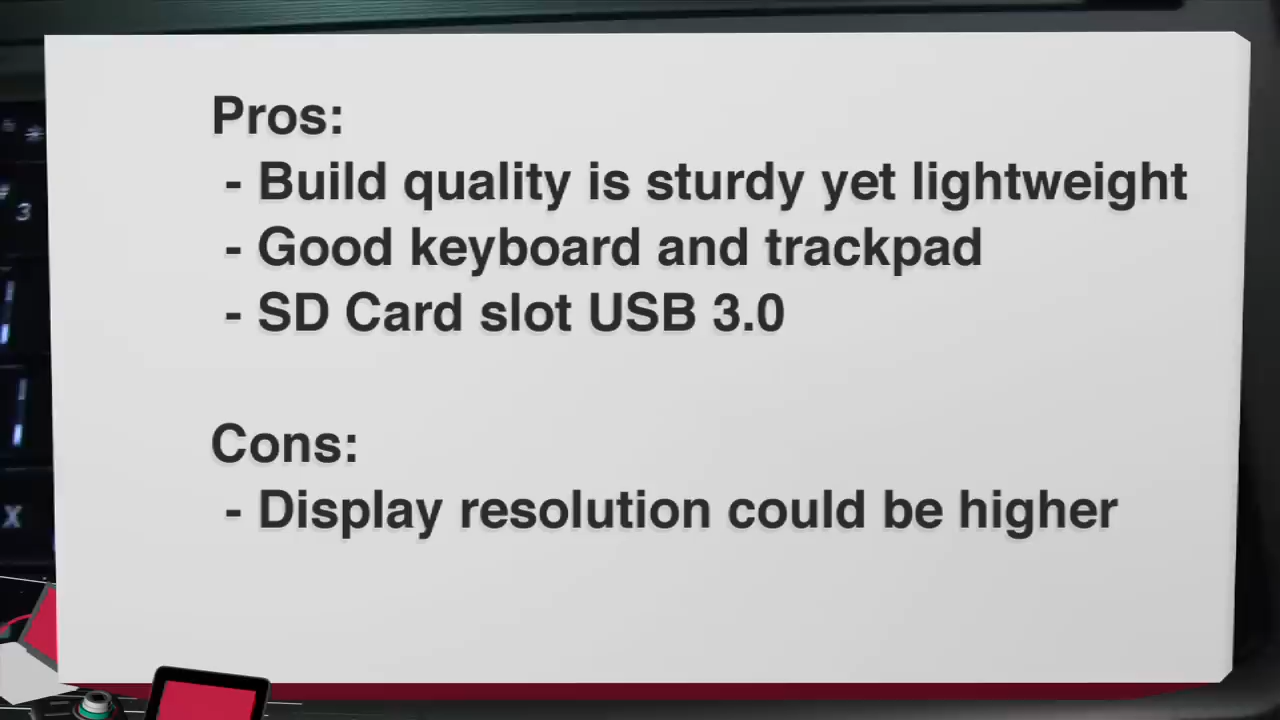 Pros:
- Build quality is sturdy yet lightweight
- Good keyboard and trackpad
- SD Card slot USB 3.0
Cons:
- Display resolution could be higher
3
x